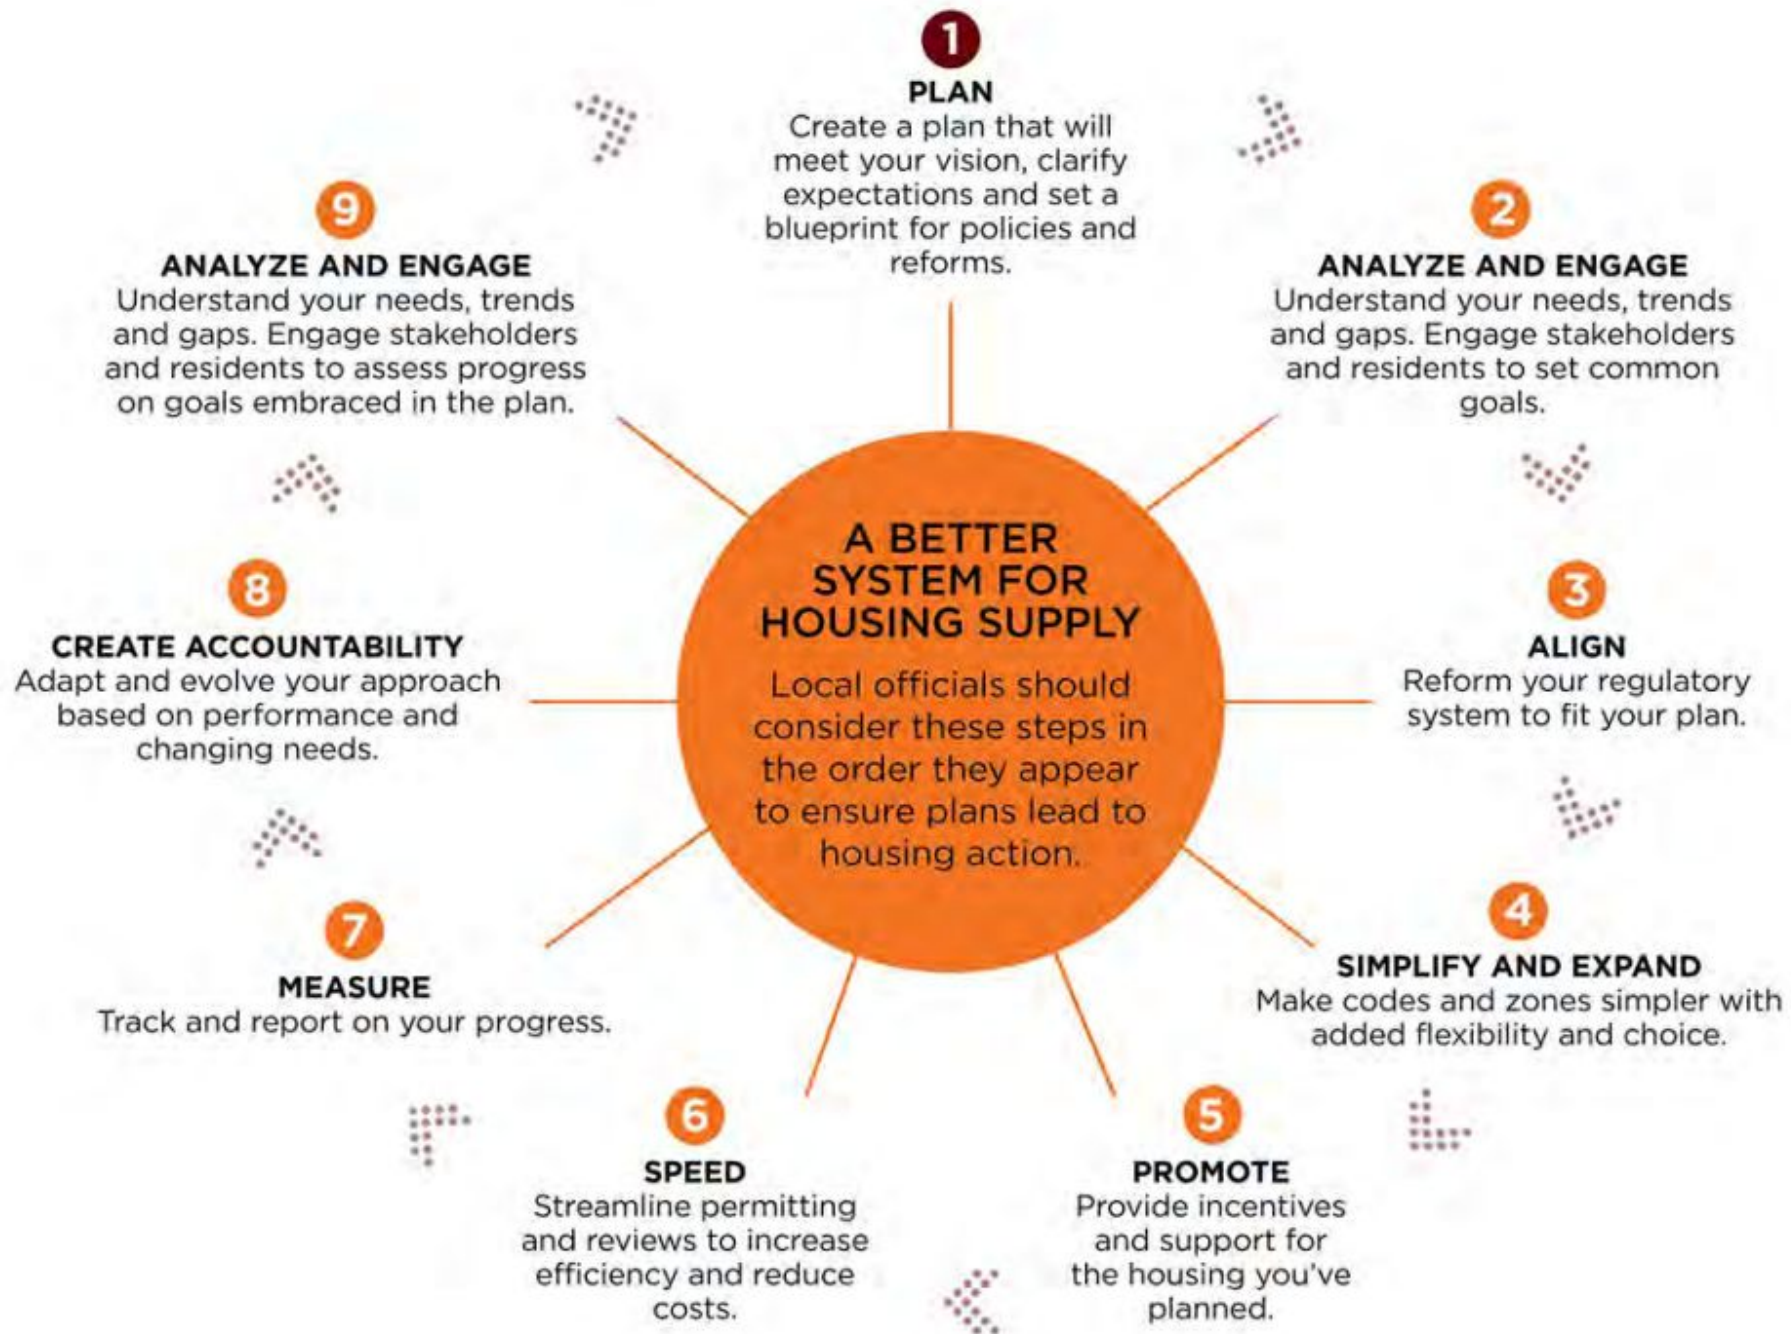 1
PLAN
Create a plan that will
meet your vision, clarify
expectations and set a
blueprint for policies and
reforms.
2
ANALYZE AND ENGAGE
Understand your needs, trends
and gaps. Engage stakeholders
and residents to set common
goals.
3
ALIGN
Reform your regulatory
system to fit your plan.
4
SIMPLIFY AND EXPAND
Make codes and zones simpler with
added flexibility and choice.
5
PROMOTE
Provide incentives
and support for
the housing you've
planned.
6
SPEED
Streamline permitting
and reviews to increase
efficiency and reduce
costs.
7
MEASURE
Track and report on your progress.
8
CREATE ACCOUNTABILITY
Adapt and evolve your approach
based on performance and
changing needs.
9
ANALYZE AND ENGAGE
Understand your needs, trends
and gaps. Engage stakeholders
and residents to assess progress
on goals embraced in the plan.
A BETTER
SYSTEM FOR
HOUSING SUPPLY
Local officials should
consider these steps in
the order they appear
to ensure plans lead to
housing action.